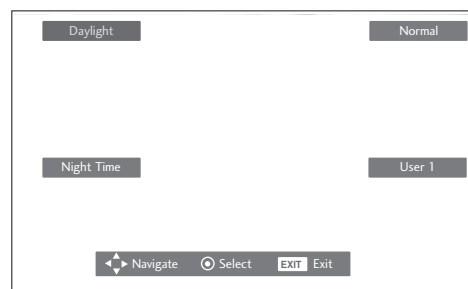 Daylight
Normal
Night Time
User 1
Navigate Select EXIT Exit